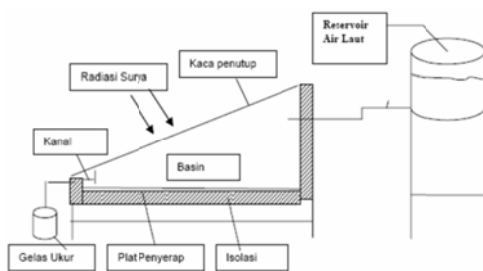 Reservoir
Air Laut
Kaca penutup
Radiasi Surya
Kanal
Basin
Gelas Ukur
Plat Penyerap
Isolasi